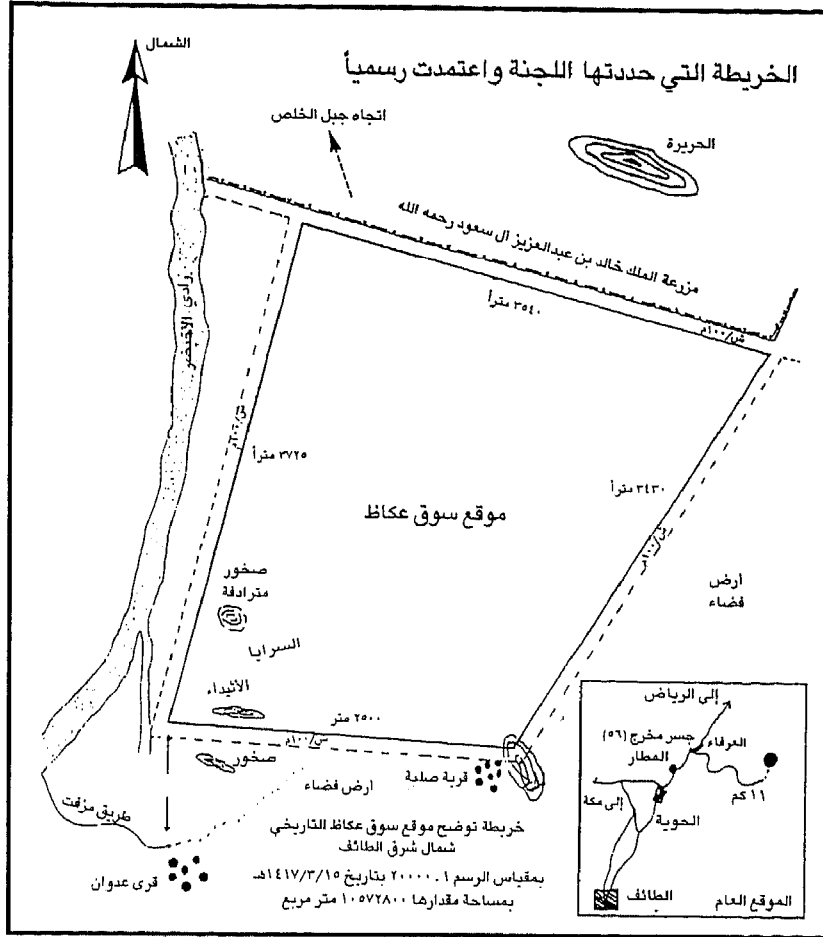 الشمال
الخريطة التي حددتها اللجنة واعتمدت رسمياً
اتجاه جبل الخلص
الحريرة
مزرعة الملك خالد بن عبدالعزيز ال سعود رحمه الله
٣٥٤٠ متراً
ش/١٠٠م
وادي الأخيضر
٣٧٢٥ متراً
٣٤٣٠ متراً
ش/١٠٠م
موقع سوق عكاظ
صخور
مترادفة
السرايا
الأثيداء
أرض
فضاء
٢٥٠٠ متر
ش/١٠٠م
صخور
أرض فضاء
قرية صلبة
طريق مزفت
قرى عدوان
خريطة توضح موقع سوق عكاظ التاريخي
شمال شرق الطائف
بمقياس الرسم ١ . ٢٠٠٠٠ بتاريخ ١٤١٧/٣/١٥هـ
بمساحة مقدارها ١٠٥٧٢٨٠٠ متر مربع
إلى الرياض
العرفاء
جسر مخرج (٥٦)
المطار
١١ كم
إلى مكة
الحوية
الطائف
الموقع العام